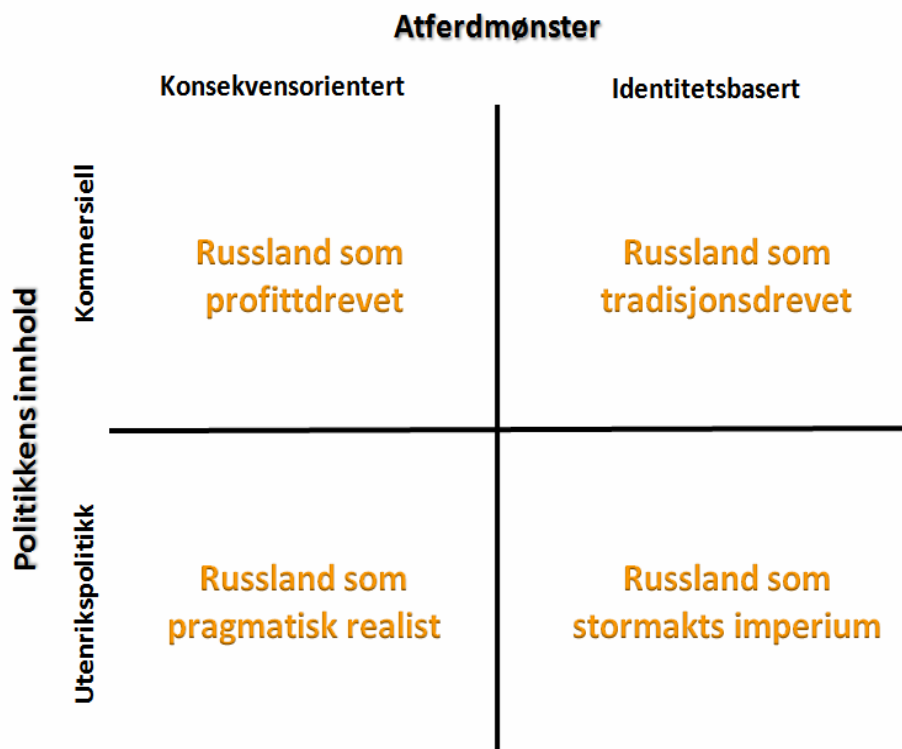 Atferdmønster
Konsekvensorientert
Identitetsbasert
Politikkens innhold
Kommersiell
Russland som
profittdrevet
Russland som
tradisjonsdrevet
Utenrikspolitikk
Russland som
pragmatisk realist
Russland som
stormakts imperium